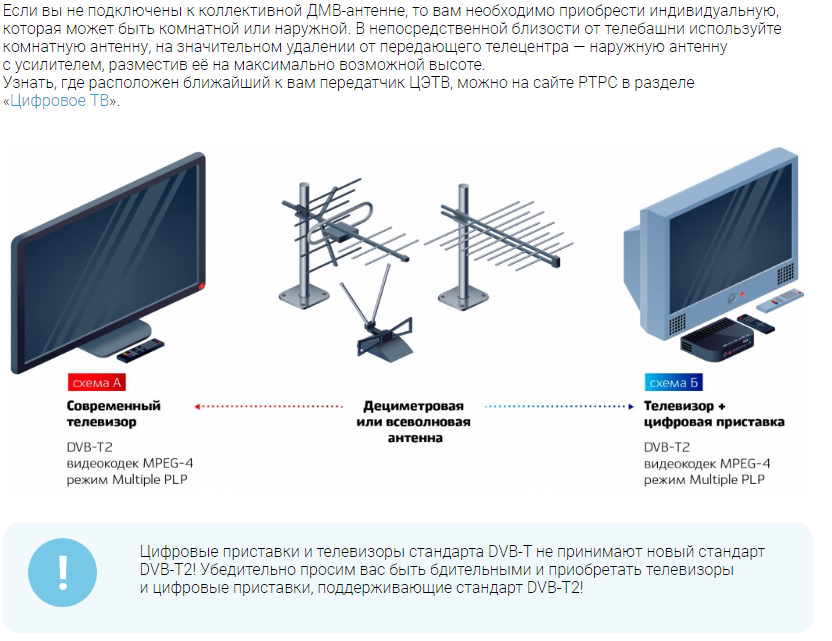 Если вы не подключены к коллективной ДМВ-антенне, то вам необходимо приобрести индивидуальную,
которая может быть комнатной или наружной. В непосредственной близости от телебашни используйте
комнатную антенну, на значительном удалении от передающего телецентра — наружную антенну
с усилителем, разместив её на максимально возможной высоте.
Узнать, где расположен ближайший к вам передатчик ЦЭТВ, можно на сайте РТРС в разделе
«Цифровое ТВ».
схема А
Современный
телевизор
DVB-T2
видеокодек MPEG-4
режим Multiple PLP
Дециметровая
или всеволновая
антенна
схема Б
Телевизор +
цифровая приставка
DVB-T2
видеокодек MPEG-4
режим Multiple PLP
!
Цифровые приставки и телевизоры стандарта DVB-T не принимают новый стандарт
DVB-T2! Убедительно просим вас быть бдительными и приобретать телевизоры
и цифровые приставки, поддерживающие стандарт DVB-T2!